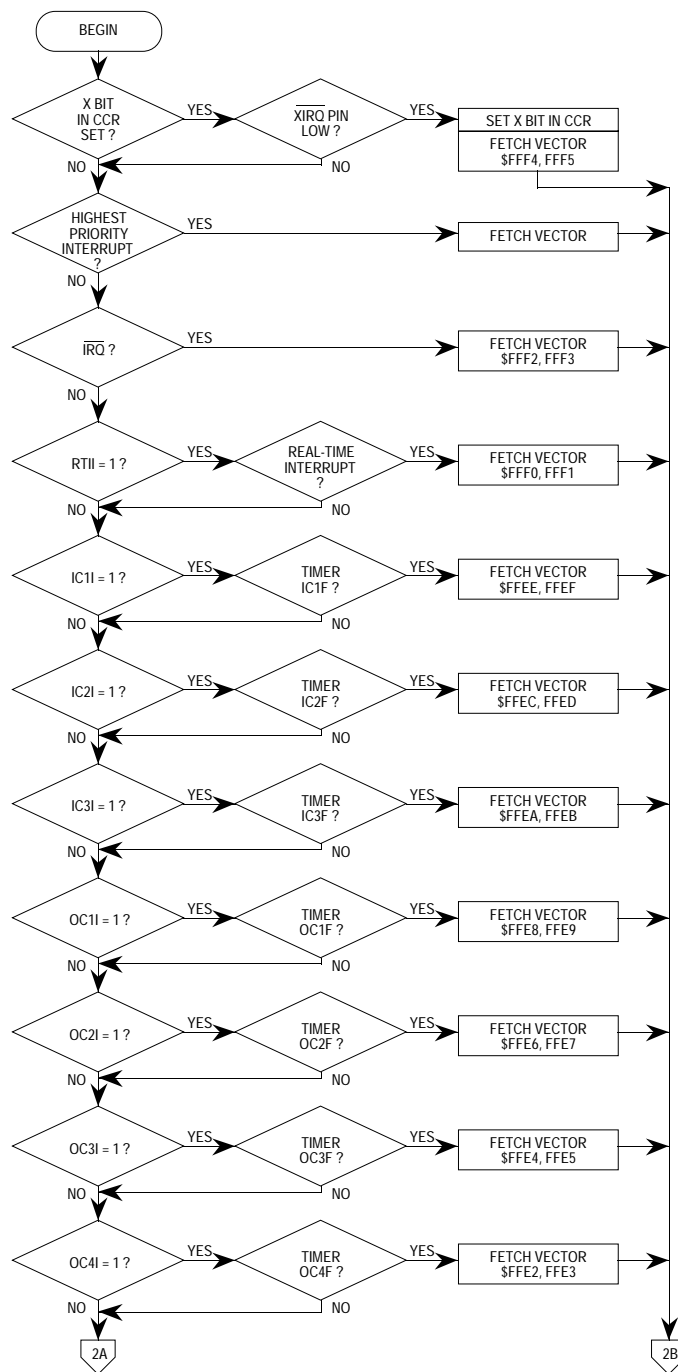 BEGIN
X BIT
IN CCR
SET ?
YES
XIRQ PIN
LOW ?
YES
SET X BIT IN CCR
FETCH VECTOR
$FFF4, FFF5
NO
NO
HIGHEST
PRIORITY
INTERRUPT
?
YES
FETCH VECTOR
NO
IRQ ?
YES
FETCH VECTOR
$FFF2, FFF3
NO
RTII = 1 ?
YES
REAL-TIME
INTERRUPT
?
YES
FETCH VECTOR
$FFF0, FFF1
NO
NO
IC1I = 1 ?
YES
TIMER
IC1F ?
YES
FETCH VECTOR
$FFEE, FFEF
NO
NO
IC2I = 1 ?
YES
TIMER
IC2F ?
YES
FETCH VECTOR
$FFEC, FFED
NO
NO
IC3I = 1 ?
YES
TIMER
IC3F ?
YES
FETCH VECTOR
$FFEA, FFEB
NO
NO
OC1I = 1 ?
YES
TIMER
OC1F ?
YES
FETCH VECTOR
$FFE8, FFE9
NO
NO
OC2I = 1 ?
YES
TIMER
OC2F ?
YES
FETCH VECTOR
$FFE6, FFE7
NO
NO
OC3I = 1 ?
YES
TIMER
OC3F ?
YES
FETCH VECTOR
$FFE4, FFE5
NO
NO
OC4I = 1 ?
YES
TIMER
OC4F ?
YES
FETCH VECTOR
$FFE2, FFE3
NO
NO
2A
2B